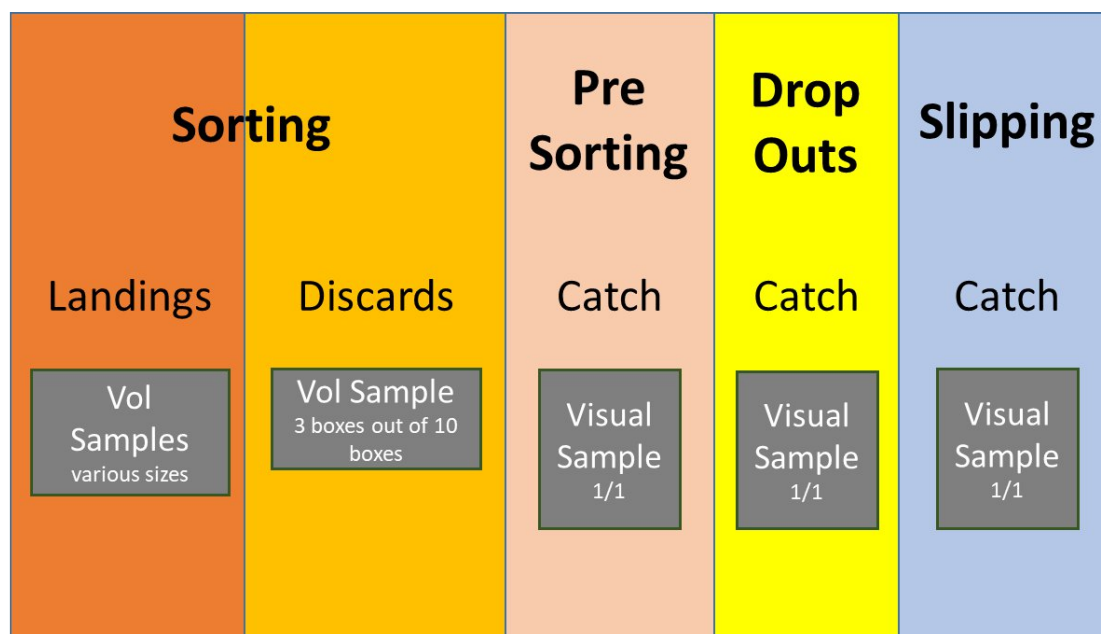 Sorting
Pre
Sorting
Drop
Outs
Slipping
Landings
Discards
Catch
Catch
Catch
Vol
Samples
various sizes
Vol Sample
3 boxes out of 10
boxes
Visual
Sample
1/1
Visual
Sample
1/1
Visual
Sample
1/1